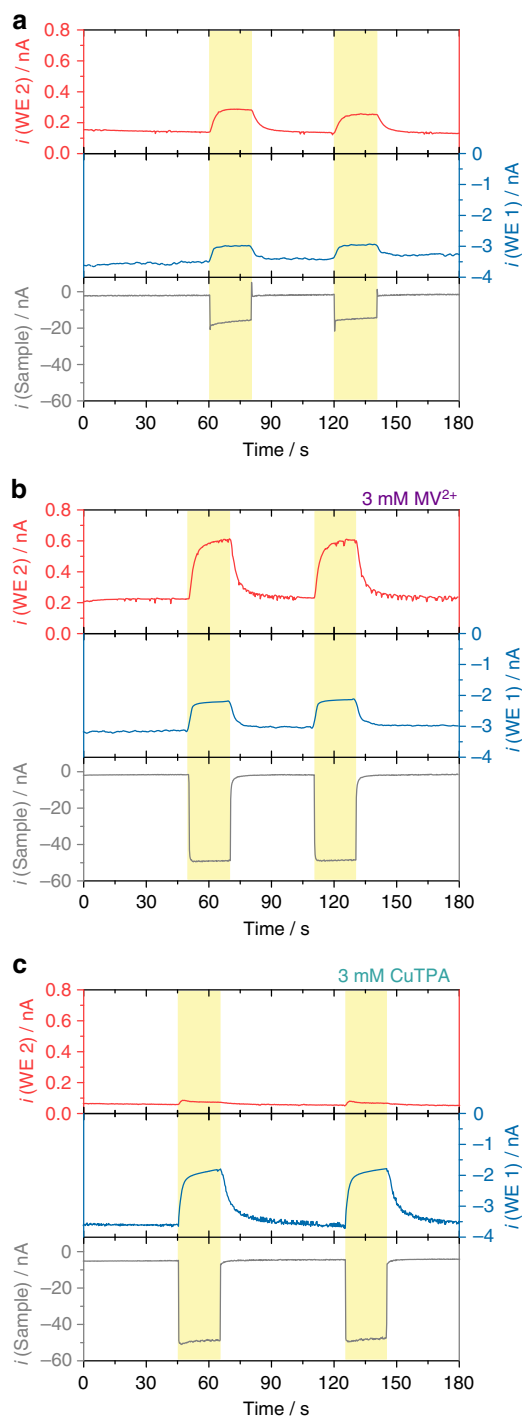 a
i (WE 2) / nA
0.8
0.6
0.4
0.2
0.0
i (WE 1) / nA
0
−1
−2
−3
−4
i (Sample) / nA
0
−20
−40
−60
0 30 60 90 120 150 180
Time / s
b
3 mM MV²⁺
i (WE 2) / nA
0.8
0.6
0.4
0.2
0.0
i (WE 1) / nA
0
−1
−2
−3
−4
i (Sample) / nA
0
−20
−40
−60
0 30 60 90 120 150 180
Time / s
c
3 mM CuTPA
i (WE 2) / nA
0.8
0.6
0.4
0.2
0.0
i (WE 1) / nA
0
−1
−2
−3
−4
i (Sample) / nA
0
−20
−40
−60
0 30 60 90 120 150 180
Time / s